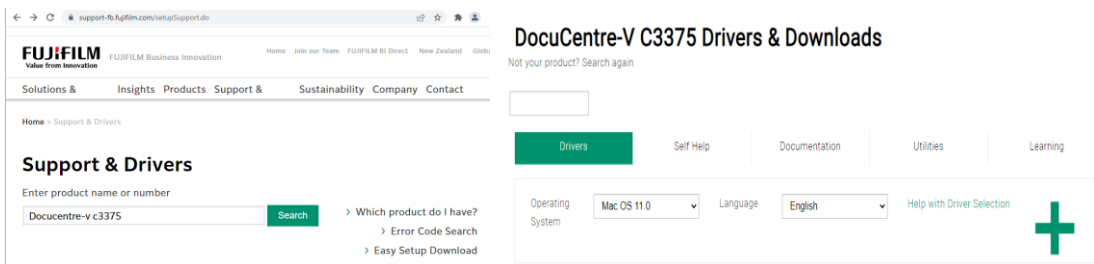 support-fb.fujifilm.com/setupSupport.do
FUJIFILM
Value from Innovation
FUJIFILM Business Innovation
Home Join our Team FUJIFILM BI Direct New Zealand Globa
Solutions & Insights Products Support & Sustainability Company Contact
Home » Support & Drivers
Support & Drivers
Enter product name or number
Docucentre-v c3375
Search
Which product do I have?
Error Code Search
Easy Setup Download
DocuCentre-V C3375 Drivers & Downloads
Not your product? Search again
Drivers Self Help Documentation Utilities Learning
Operating System
Mac OS 11.0
Language
English
Help with Driver Selection